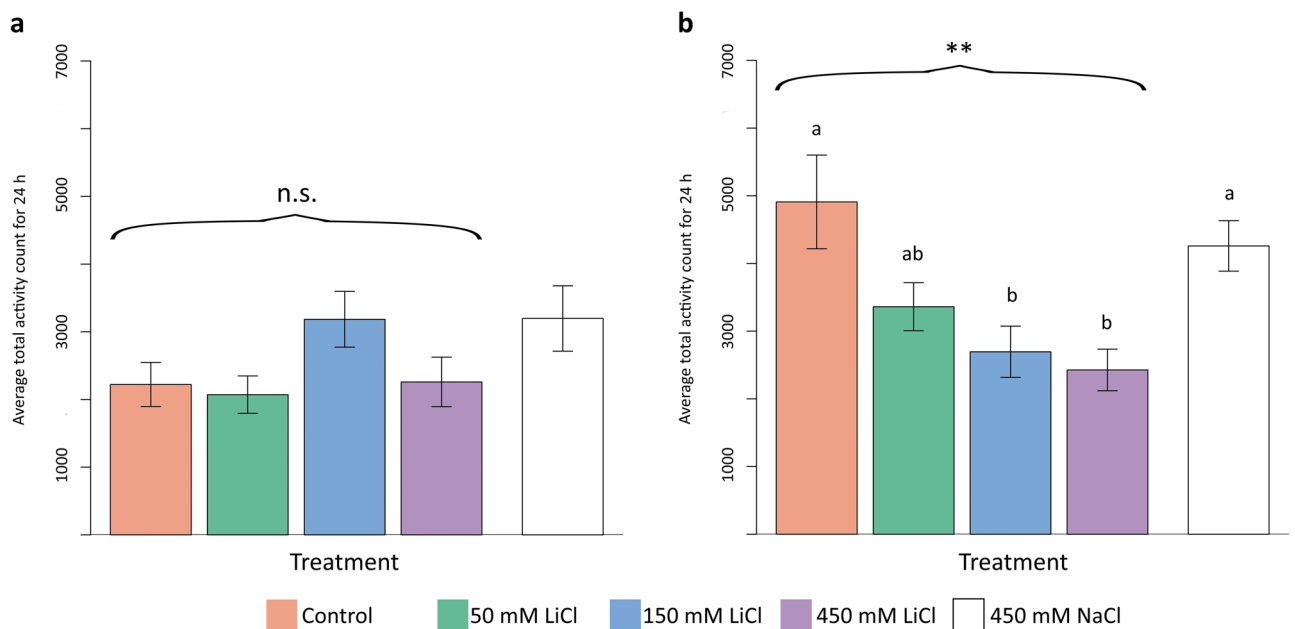 a
Average total activity count for 24 h
7000
5000
3000
1000
n.s.
Treatment
b
Average total activity count for 24 h
7000
5000
3000
1000
**
a
ab
b
b
a
Treatment
Control
50 mM LiCl
150 mM LiCl
450 mM LiCl
450 mM NaCl